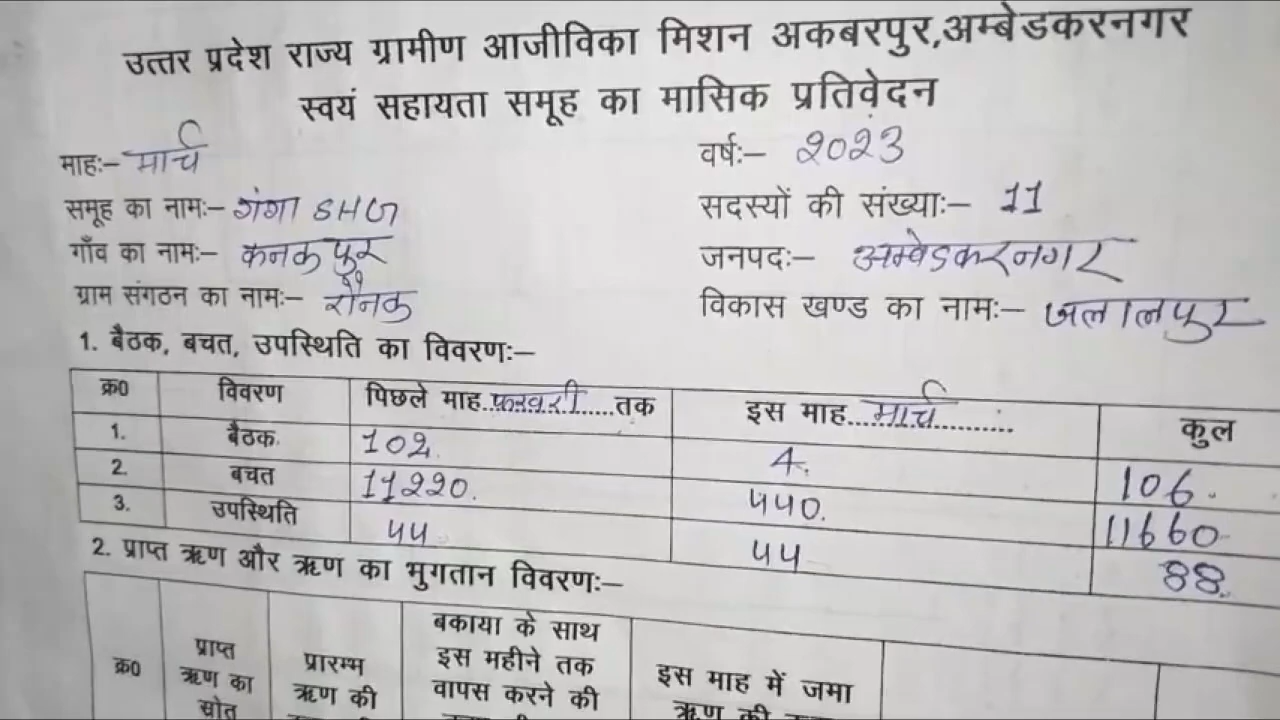 उत्तर प्रदेश राज्य ग्रामीण आजीविका मिशन अकबरपुर,अम्बेडकरनगर
स्वयं सहायता समूह का मासिक प्रतिवेदन
माहः- मार्च वर्षः- 2023
समूह का नामः- गंगा SHG सदस्यों की संख्याः- 11
गाँव का नामः- कनकपुर जनपदः- अम्बेडकरनगर
ग्राम संगठन का नामः- रौनक विकास खण्ड का नामः- जलालपुर
1. बैठक, बचत, उपस्थिति का विवरणः-
क्र0 विवरण पिछले माह..फरवरी.....तक इस माह...मार्च........... कुल
1. बैठक 102. 4. 106.
2. बचत 11220. 440. 11660
3. उपस्थिति 44 44 88.
2. प्राप्त ऋण और ऋण का भुगतान विवरणः-
क्र0
प्राप्त
ऋण का
स्रोत
प्रारम्भ
ऋण की
बकाया के साथ
इस महीने तक
वापस करने की
इस माह में जमा
ऋण की